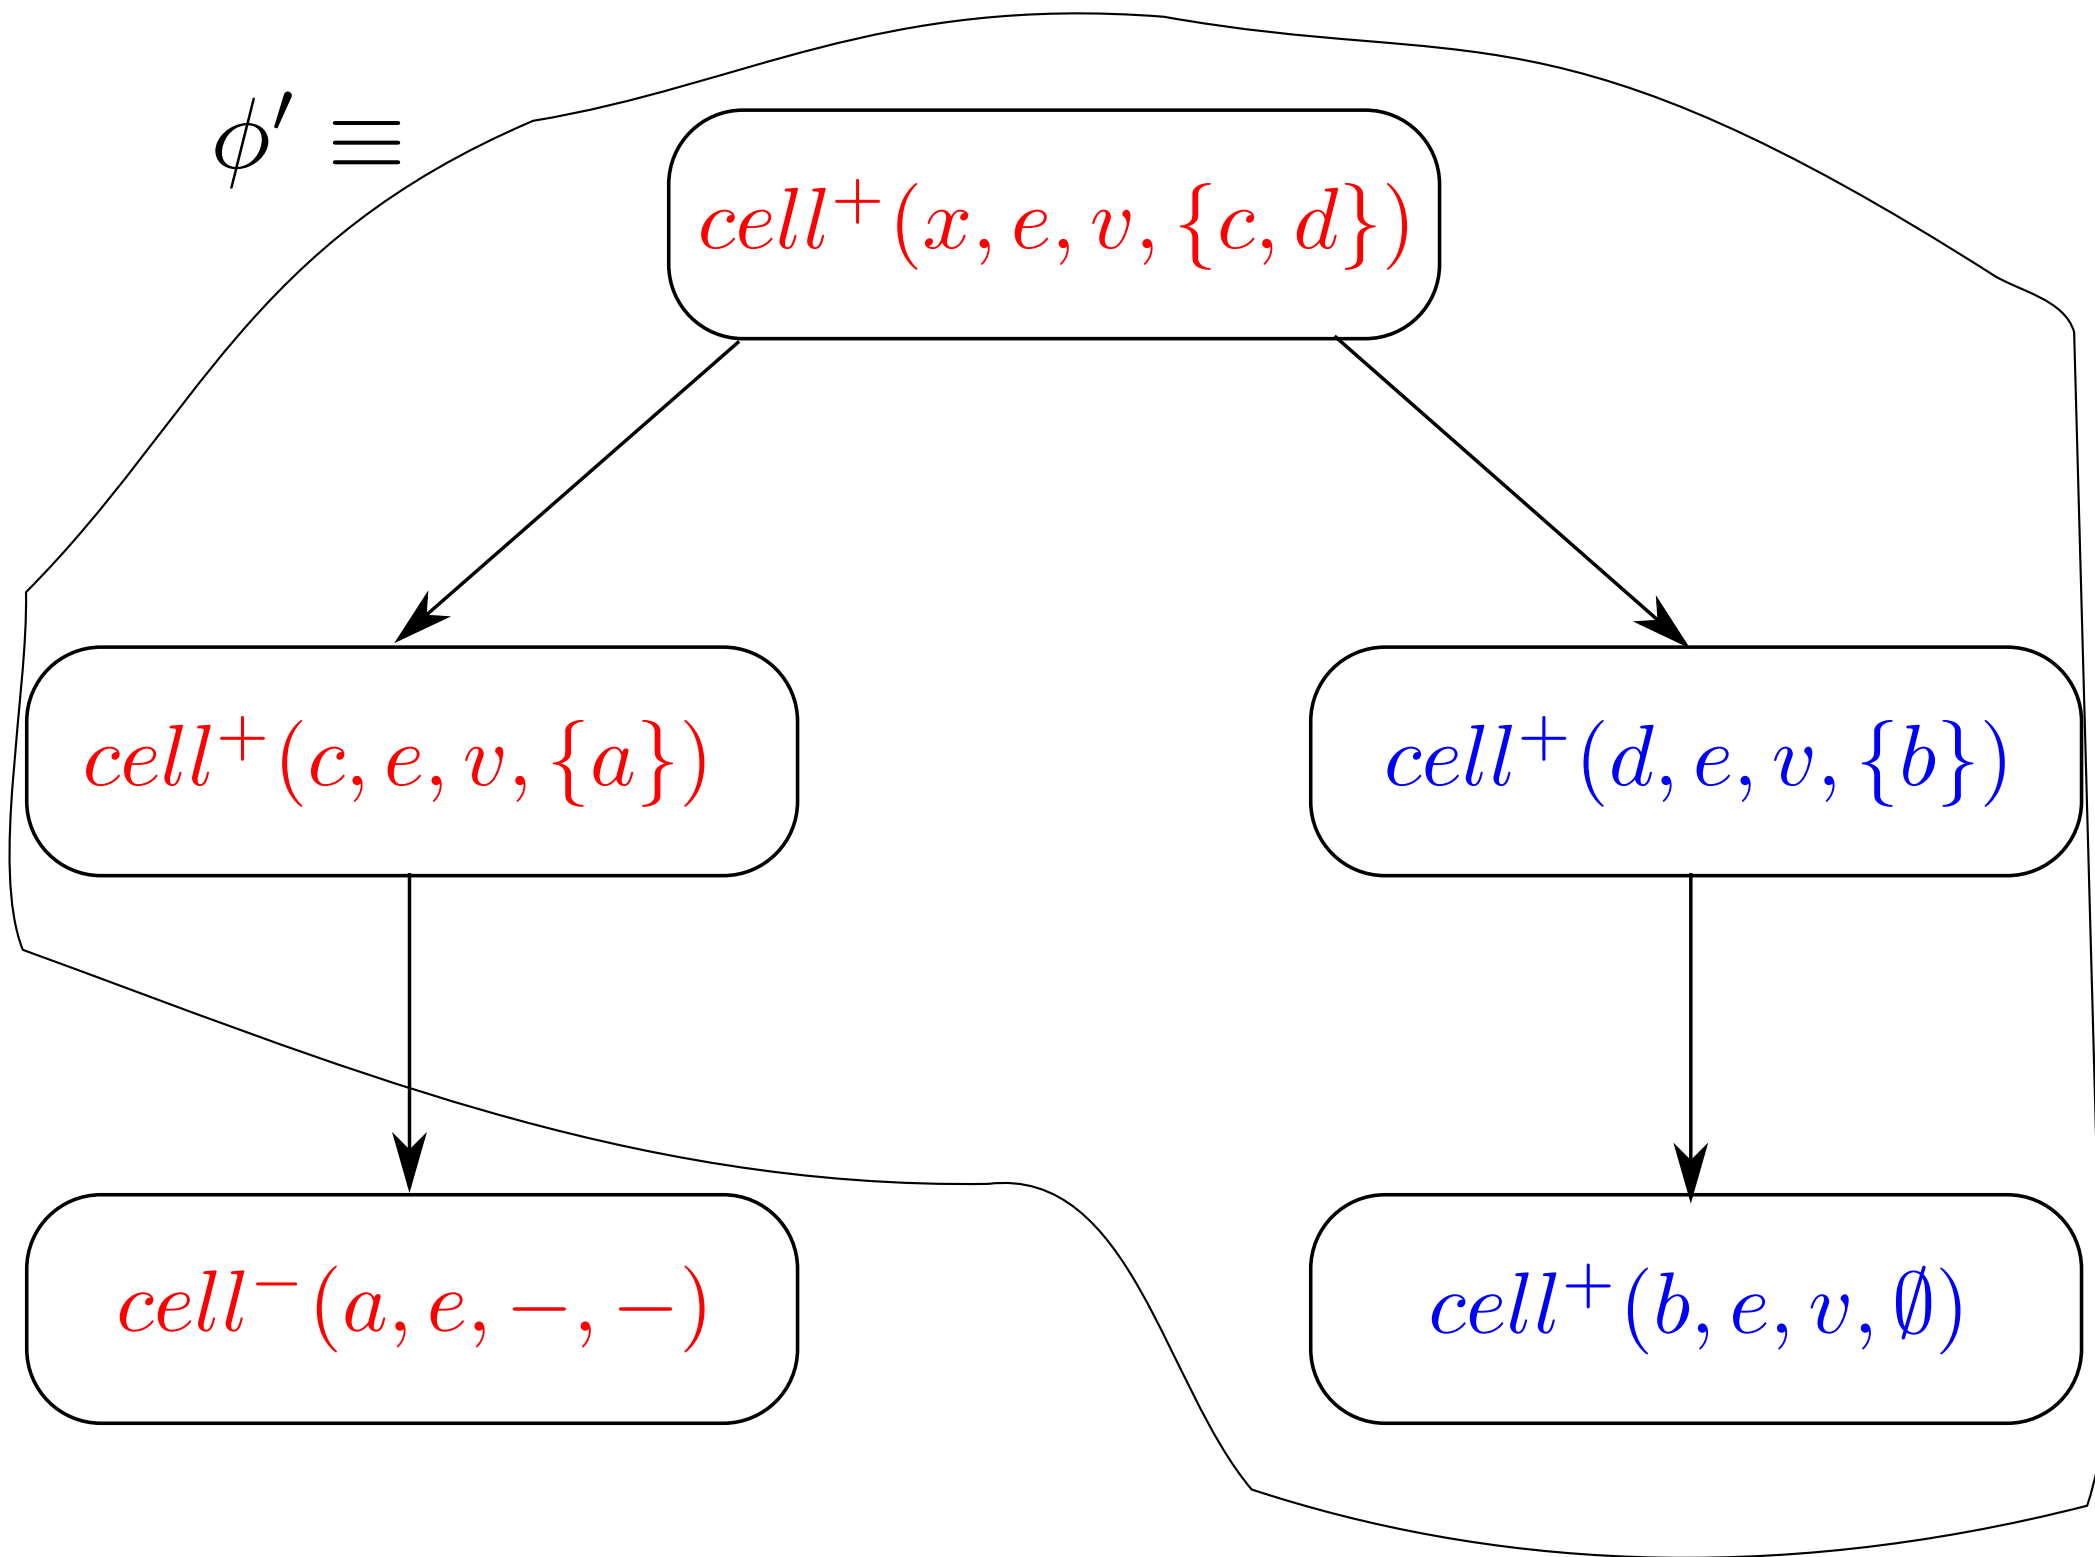 ϕ′ ≡
cell⁺(x, e, v, {c, d})
cell⁺(c, e, v, {a})
cell⁺(d, e, v, {b})
cell⁻(a, e, −, −)
cell⁺(b, e, v, ∅)